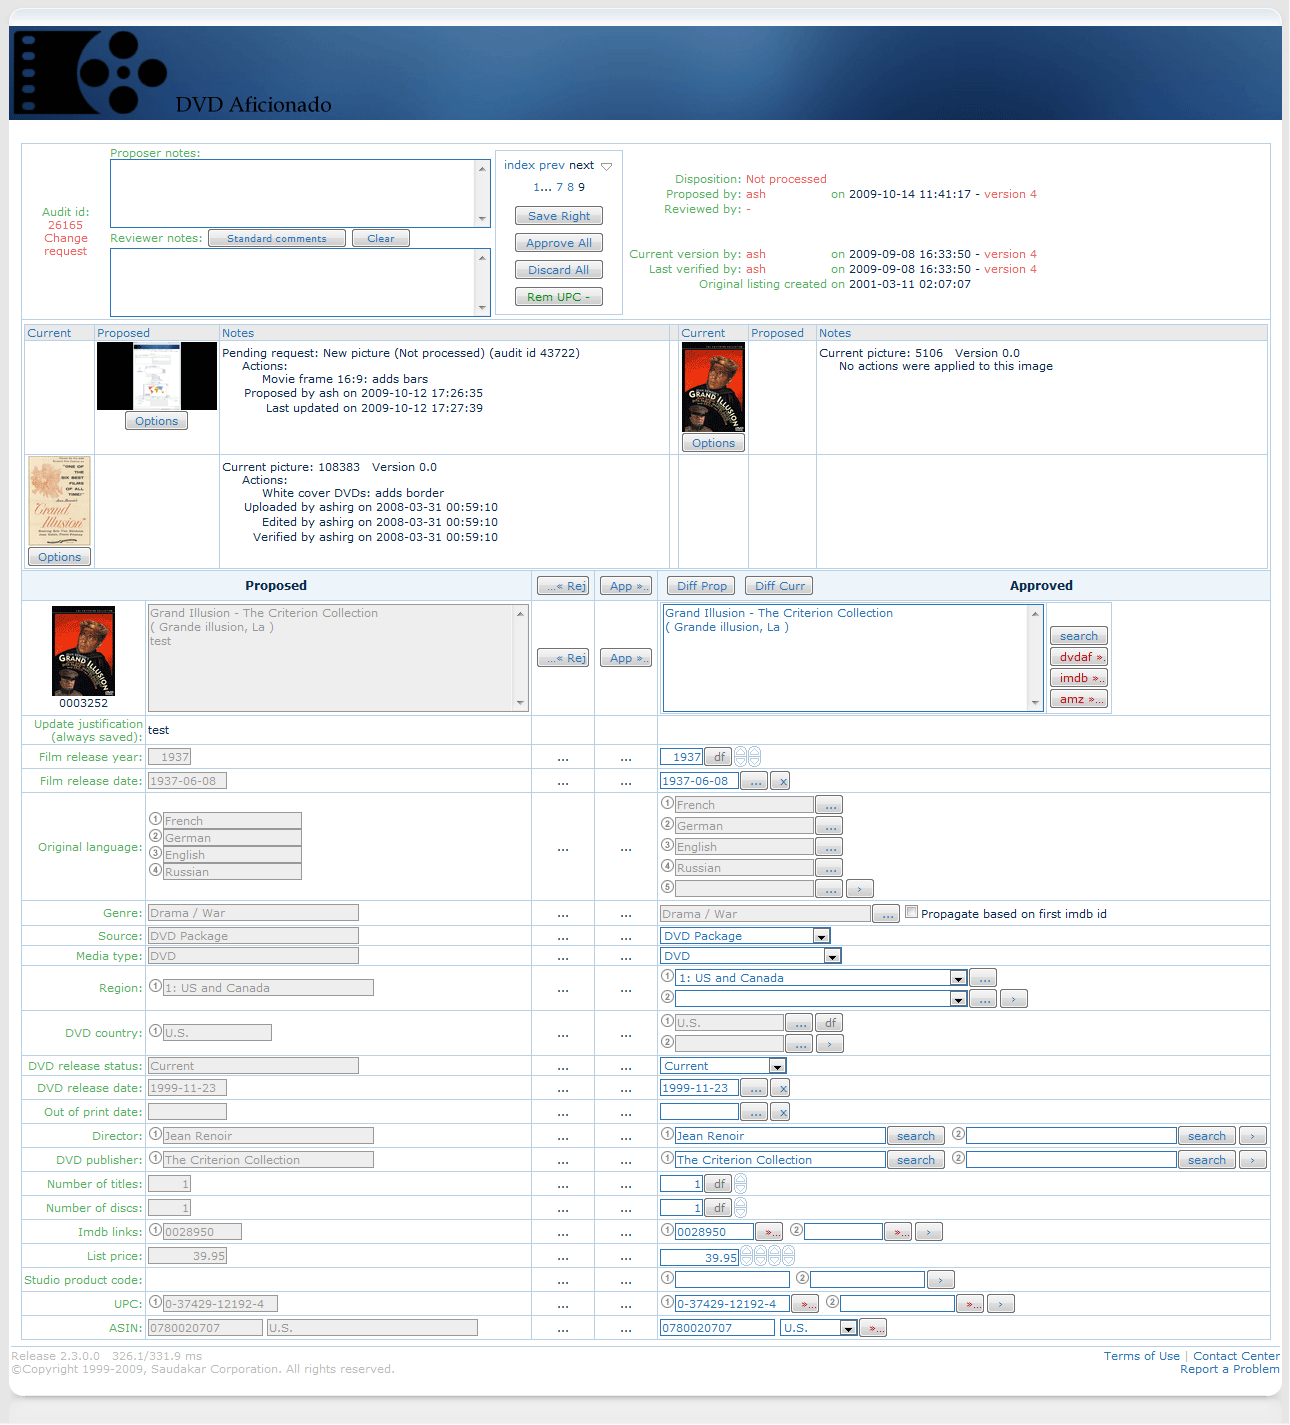 DVD Aficionado
Proposer notes:
Audit id:
26165
Change
request
Reviewer notes: Standard comments Clear
index prev next
1... 7 8 9
Save Right
Approve All
Discard All
Rem UPC -
Disposition: Not processed
Proposed by: ash on 2009-10-14 11:41:17 - version 4
Reviewed by: -
Current version by: ash on 2009-09-08 16:33:50 - version 4
Last verified by: ash on 2009-09-08 16:33:50 - version 4
Original listing created on 2001-03-11 02:07:07
Current Proposed Notes Current Proposed Notes
Pending request: New picture (Not processed) (audit id 43722)
Actions:
Movie frame 16:9: adds bars
Proposed by ash on 2009-10-12 17:26:35
Last updated on 2009-10-12 17:27:39
Options
GRAND ILLUSION
Options
Current picture: 5106 Version 0.0
No actions were applied to this image
"ONE OF
THE
SIX BEST
FILMS
OF ALL
TIME!"
Grand
Illusion
Options
Current picture: 108383 Version 0.0
Actions:
White cover DVDs: adds border
Uploaded by ashirg on 2008-03-31 00:59:10
Edited by ashirg on 2008-03-31 00:59:10
Verified by ashirg on 2008-03-31 00:59:10
Proposed ...« Rej App ».. Diff Prop Diff Curr Approved
GRAND ILLUSION
0003252
Grand Illusion - The Criterion Collection
( Grande illusion, La )
test
...« Rej App »..
Grand Illusion - The Criterion Collection
( Grande illusion, La )
search
dvdaf ».
imdb »..
amz »...
Update justification
(always saved): test
Film release year: 1937 ... ... 1937 df
Film release date: 1937-06-08 ... ... 1937-06-08 ... x
Original language:
1 French
2 German
3 English
4 Russian
... ...
1 French ...
2 German ...
3 English ...
4 Russian ...
5 ... >
Genre: Drama / War ... ... Drama / War ... Propagate based on first imdb id
Source: DVD Package ... ... DVD Package
Media type: DVD ... ... DVD
Region: 1 1: US and Canada ... ... 1 1: US and Canada ...
2 ... >
DVD country: 1 U.S. ... ... 1 U.S. ... df
2 ... >
DVD release status: Current ... ... Current
DVD release date: 1999-11-23 ... ... 1999-11-23 ... x
Out of print date: ... ... ... x
Director: 1 Jean Renoir ... ... 1 Jean Renoir search 2 search >
DVD publisher: 1 The Criterion Collection ... ... 1 The Criterion Collection search 2 search >
Number of titles: 1 ... ... 1 df
Number of discs: 1 ... ... 1 df
Imdb links: 1 0028950 ... ... 1 0028950 »... 2 »... >
List price: 39.95 ... ... 39.95
Studio product code: ... ... 1 2 >
UPC: 1 0-37429-12192-4 ... ... 1 0-37429-12192-4 »... 2 »... >
ASIN: 0780020707 U.S. ... ... 0780020707 U.S. »...
Release 2.3.0.0 326.1/331.9 ms
©Copyright 1999-2009, Saudakar Corporation. All rights reserved.
Terms of Use | Contact Center
Report a Problem